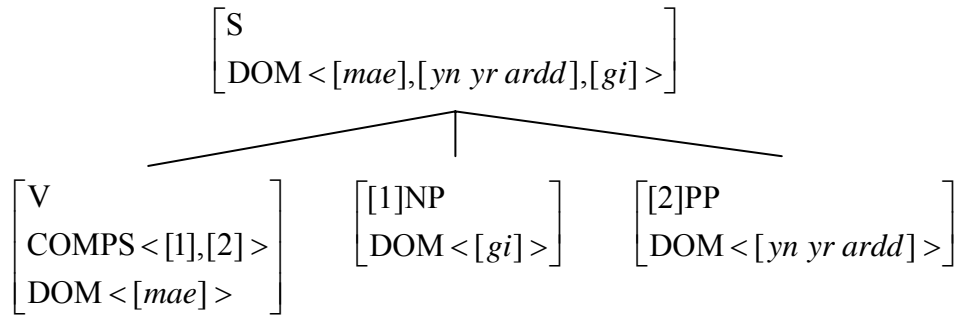 S
DOM < [mae],[yn yr ardd],[gi] >
V
COMPS < [1],[2] >
DOM < [mae] >
[1]NP
DOM < [gi] >
[2]PP
DOM < [yn yr ardd] >